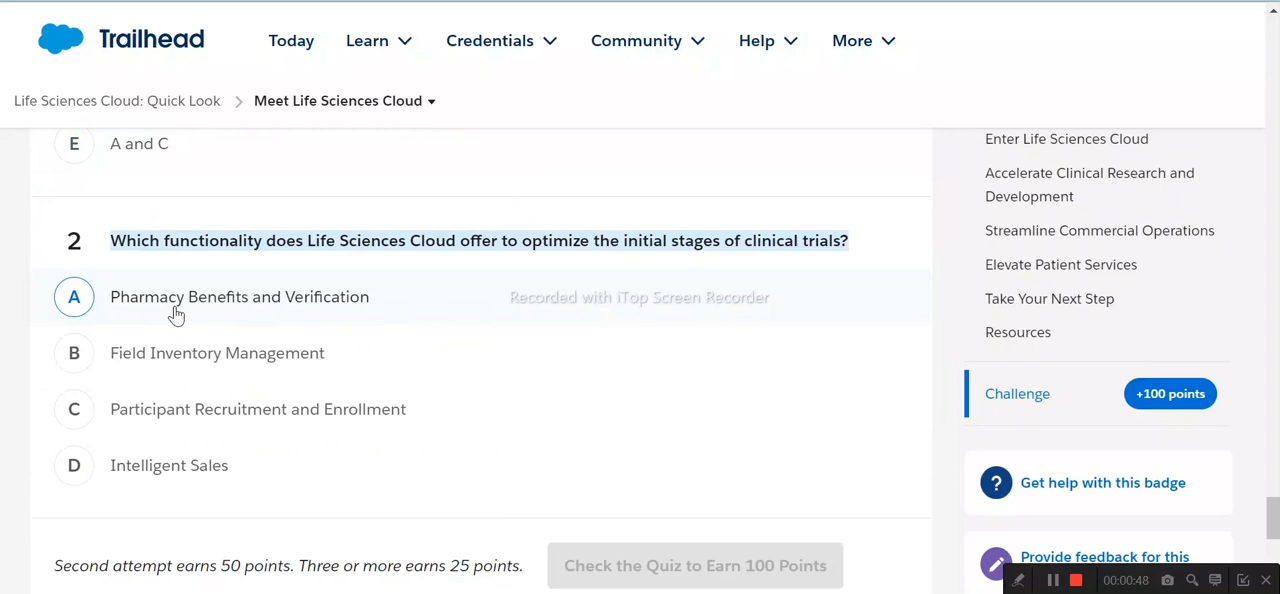 Trailhead
Today Learn Credentials Community Help More
Life Sciences Cloud: Quick Look > Meet Life Sciences Cloud
E A and C
2 Which functionality does Life Sciences Cloud offer to optimize the initial stages of clinical trials?
A Pharmacy Benefits and Verification
Recorded with iTop Screen Recorder
B Field Inventory Management
C Participant Recruitment and Enrollment
D Intelligent Sales
Second attempt earns 50 points. Three or more earns 25 points.
Check the Quiz to Earn 100 Points
Enter Life Sciences Cloud
Accelerate Clinical Research and
Development
Streamline Commercial Operations
Elevate Patient Services
Take Your Next Step
Resources
Challenge +100 points
? Get help with this badge
Provide feedback for this
00:00:48